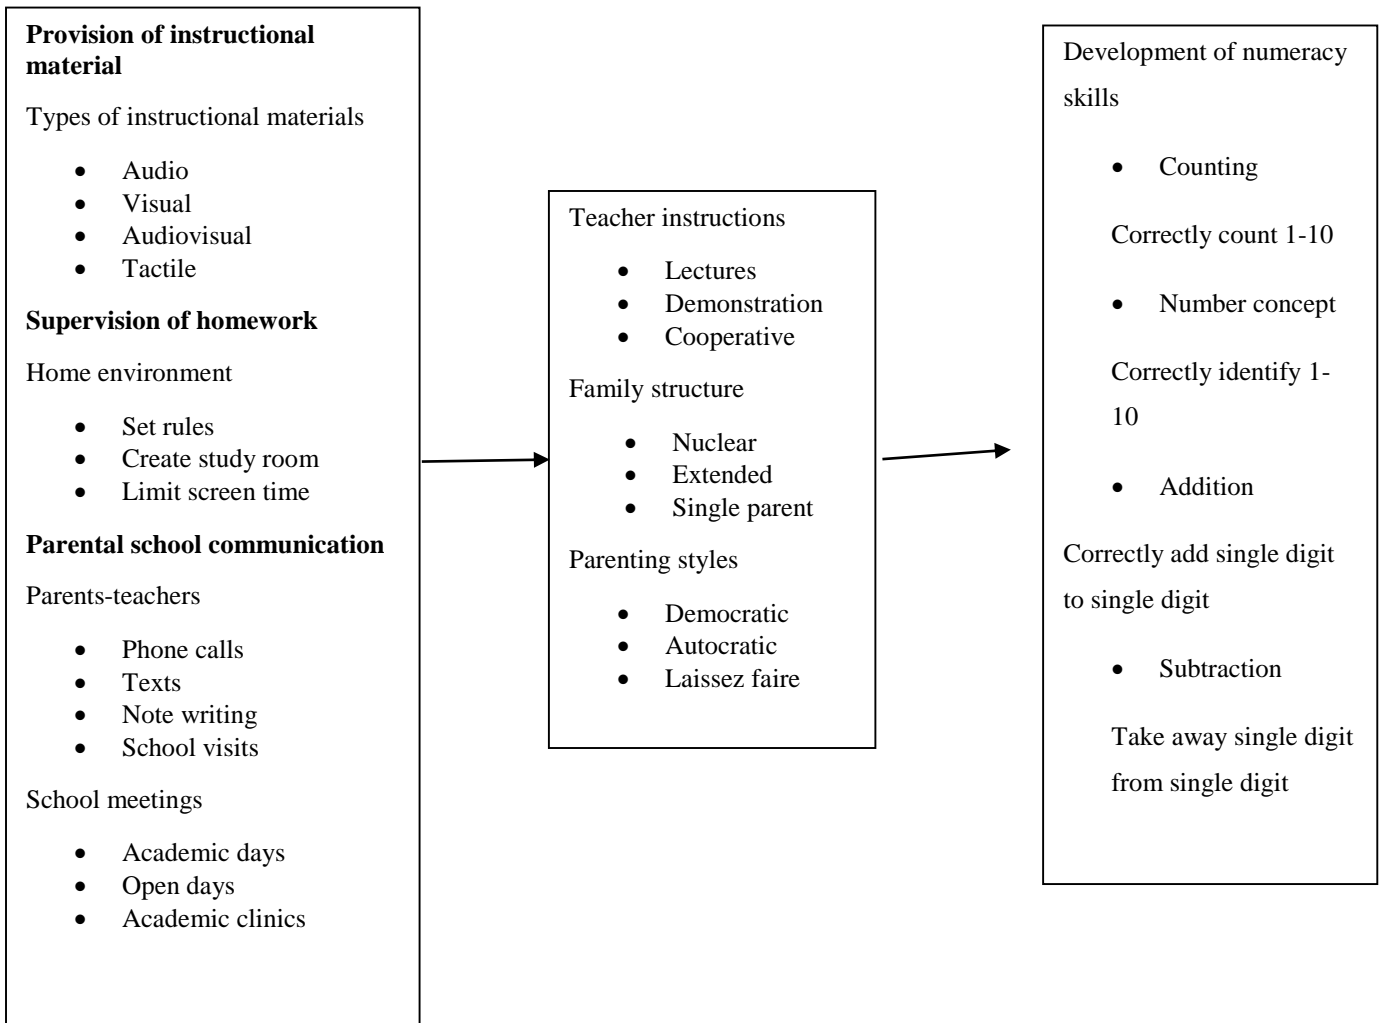 Provision of instructional
material
Types of instructional materials
• Audio
• Visual
• Audiovisual
• Tactile
Supervision of homework
Home environment
• Set rules
• Create study room
• Limit screen time
Parental school communication
Parents-teachers
• Phone calls
• Texts
• Note writing
• School visits
School meetings
• Academic days
• Open days
• Academic clinics
Teacher instructions
• Lectures
• Demonstration
• Cooperative
Family structure
• Nuclear
• Extended
• Single parent
Parenting styles
• Democratic
• Autocratic
• Laissez faire
Development of numeracy
skills
• Counting
Correctly count 1-10
• Number concept
Correctly identify 1-
10
• Addition
Correctly add single digit
to single digit
• Subtraction
Take away single digit
from single digit